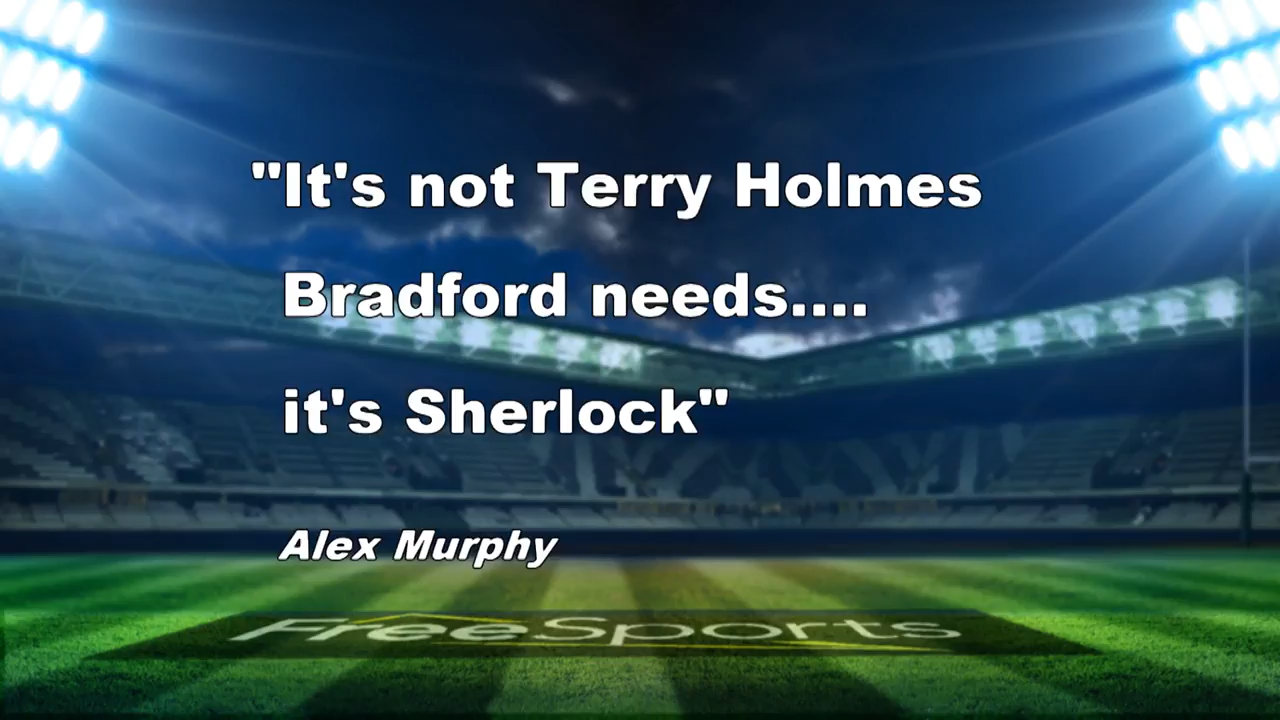 "It's not Terry Holmes
Bradford needs....
it's Sherlock"
Alex Murphy
FreeSports